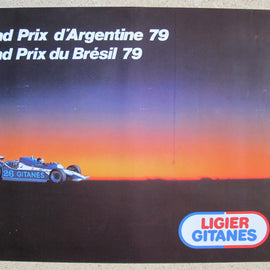 nd Prix d'Argentine 79
nd Prix du Brésil 79
26 GITANES
LIGIER
GITANES